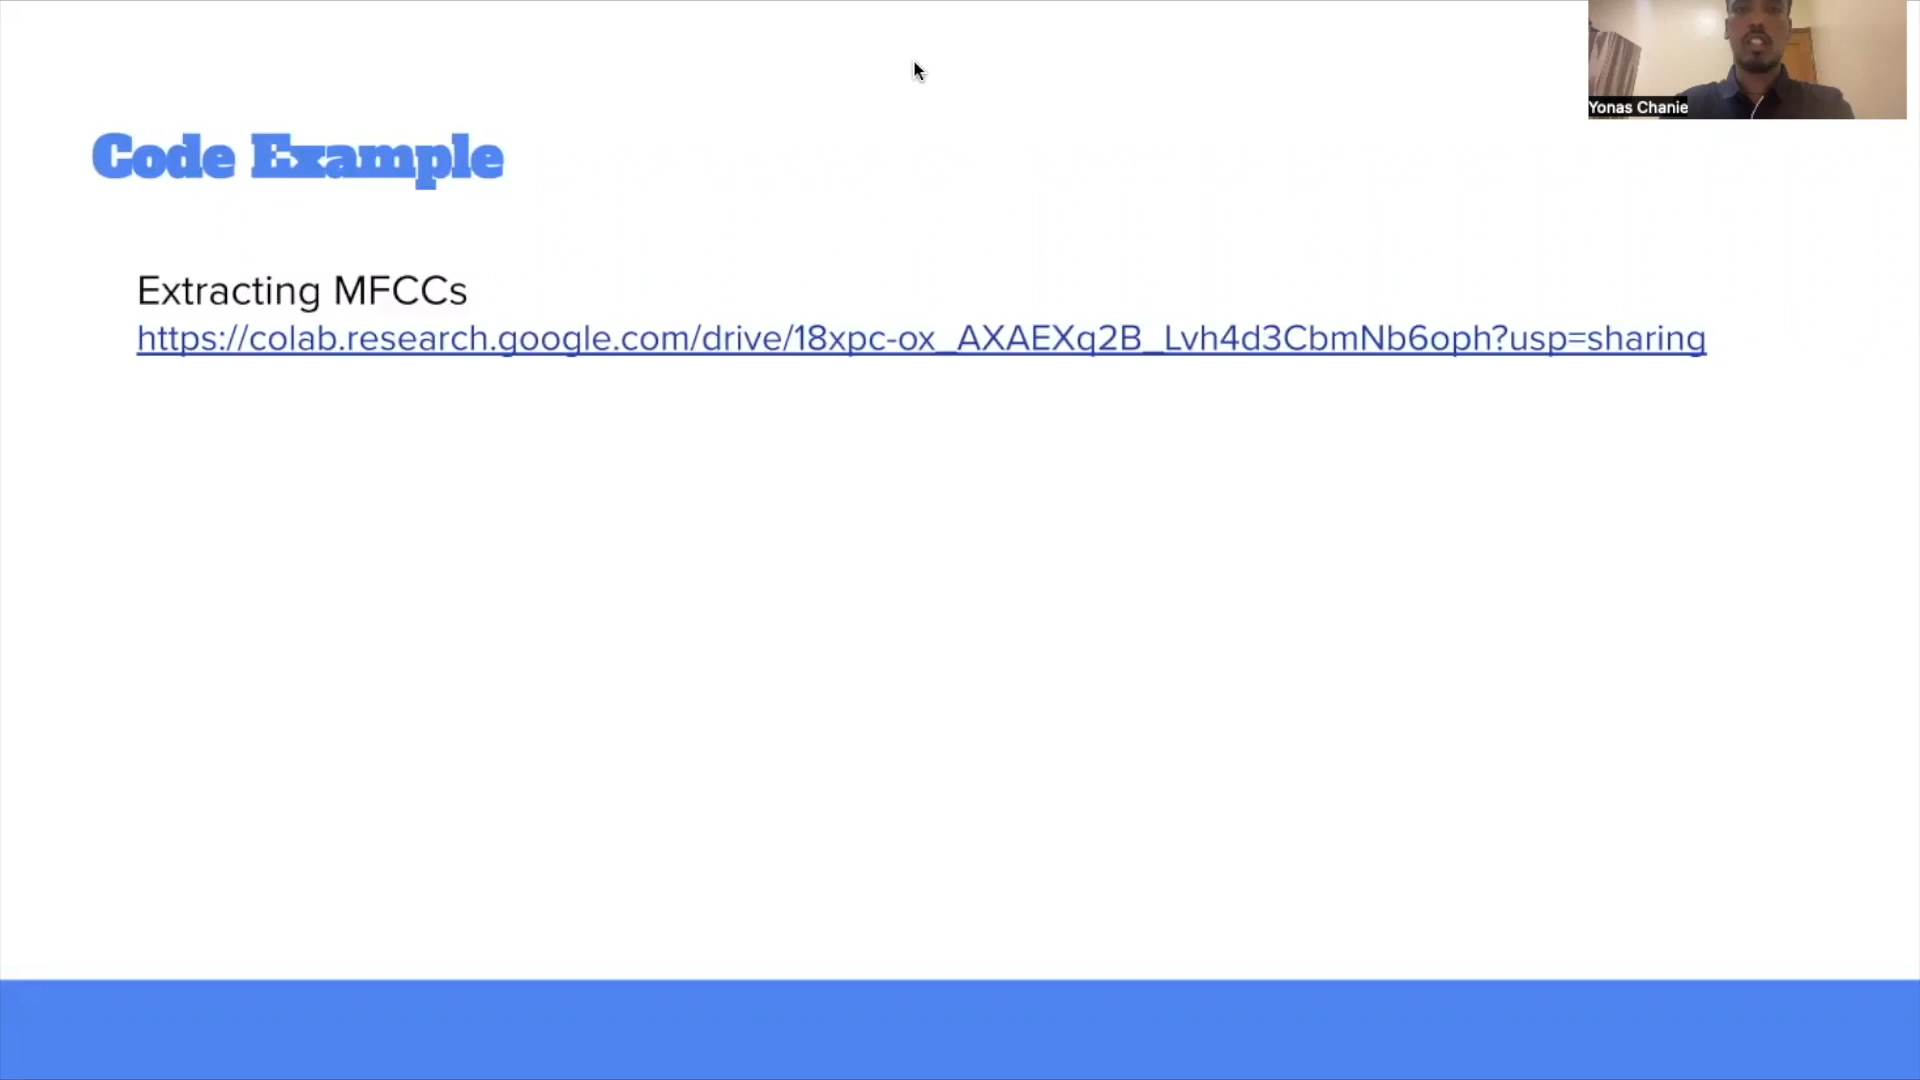 Yonas Chanie
Code Example
Extracting MFCCs
https://colab.research.google.com/drive/18xpc-ox_AXAEXq2B_Lvh4d3CbmNb6oph?usp=sharing